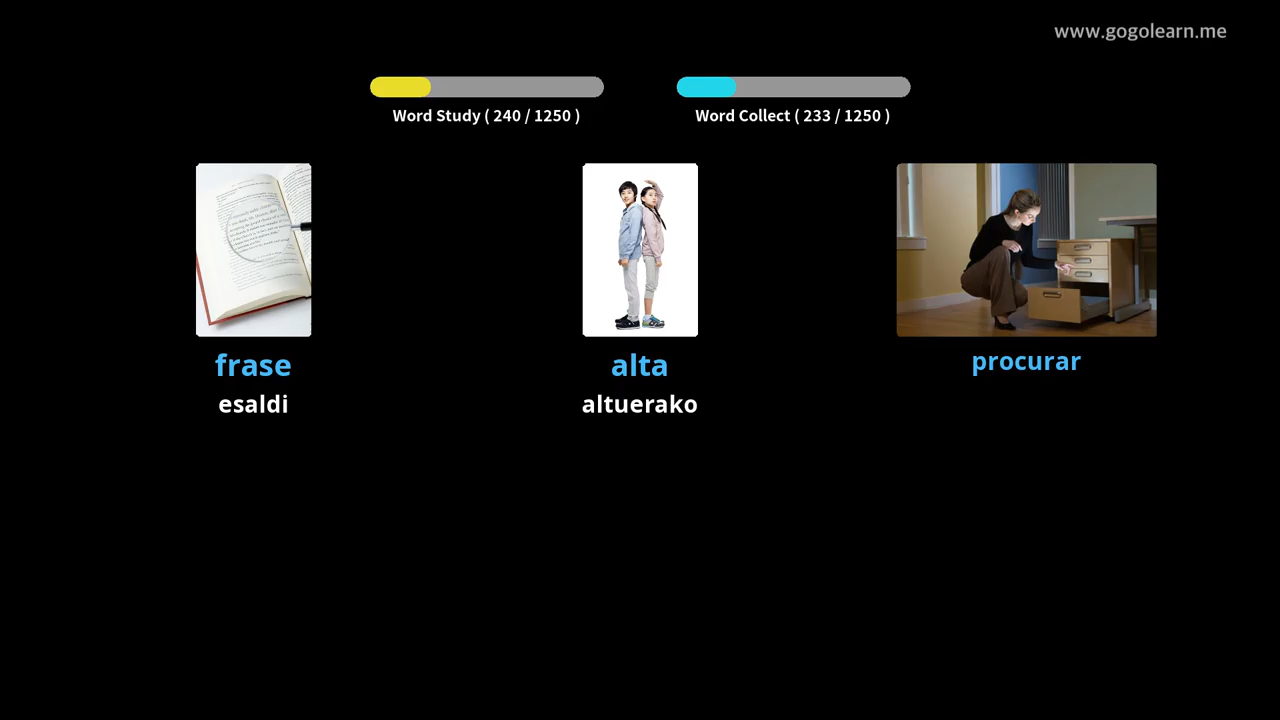 www.gogolearn.me
Word Study ( 240 / 1250 )
Word Collect ( 233 / 1250 )
frase
alta
procurar
esaldi
altuerako